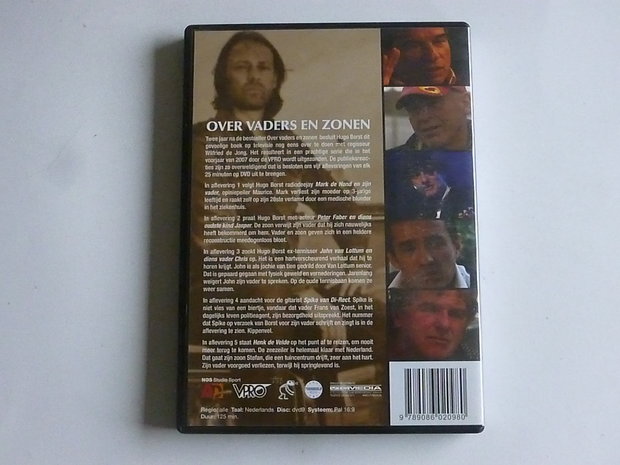 OVER VADERS EN ZONEN
Twee jaar na de bestseller Over vaders en zonen besluit Hugo Borst dit
gevoelige boek op televisie nog eens over te doen met regisseur
Wilfried de Jong. Het resulteert in een prachtige serie die in het
voorjaar van 2007 door de VPRO wordt uitgezonden. De publieksreac-
ties zijn zo overweldigend dat is besloten om vijf afleveringen van elk
25 minuten op DVD uit te brengen.
In aflevering 1 volgt Hugo Borst radiodeejay Mark de Hond en zijn
vader, opiniepeiler Maurice. Mark verliest zijn moeder op 3-jarige
leeftijd en raakt zelf op zijn 20ste verlamd door een medische blunder
in het ziekenhuis.
In aflevering 2 praat Hugo Borst met acteur Peter Faber en diens
oudste kind Jasper. De zoon verwijt zijn vader dat hij zich nauwelijks
heeft bekommerd om hem. Vader en zoon geven zich in een heldere
reconstructie meedogenloos bloot.
In aflevering 3 zoekt Hugo Borst ex-tennisser John van Lottum en
diens vader Chris op. Het is een hartverscheurend verhaal dat hij te
horen krijgt. John is als jochie van tien gedrild door Van Lottum senior.
Dat is gepaard gegaan met fysiek geweld en vernederingen. Jarenlang
weigert John zijn vader te spreken. Op de oude tennisbaan komen ze
weer samen.
In aflevering 4 aandacht voor de gitarist Spike van Di-Rect. Spike is
niet vies van een biertje, vandaar dat vader Frans van Zoest, in het
dagelijks leven politieagent, zijn bezorgdheid uitspreekt. Het nummer
dat Spike op verzoek van Borst voor zijn vader schrijft en zingt is in de
aflevering te zien. Kippenvol.
In aflevering 5 staat Henk de Velde op het punt af te reizen, om nooit
meer terug te komen. De zeezeiler is helemaal klaar met Nederland.
Dat gaat zijn zoon Stefan, die een tuincentrum drijft, zeer aan het hart.
Zijn vader voorgoed verliezen, terwijl hij springlevend is.
NOS Studio Sport
VPRO
MEDIA
Regio: alle Taal: Nederlands Disc: dvd9 Systeem: Pal 16:9
Duur: 125 min.
9 789086 020980